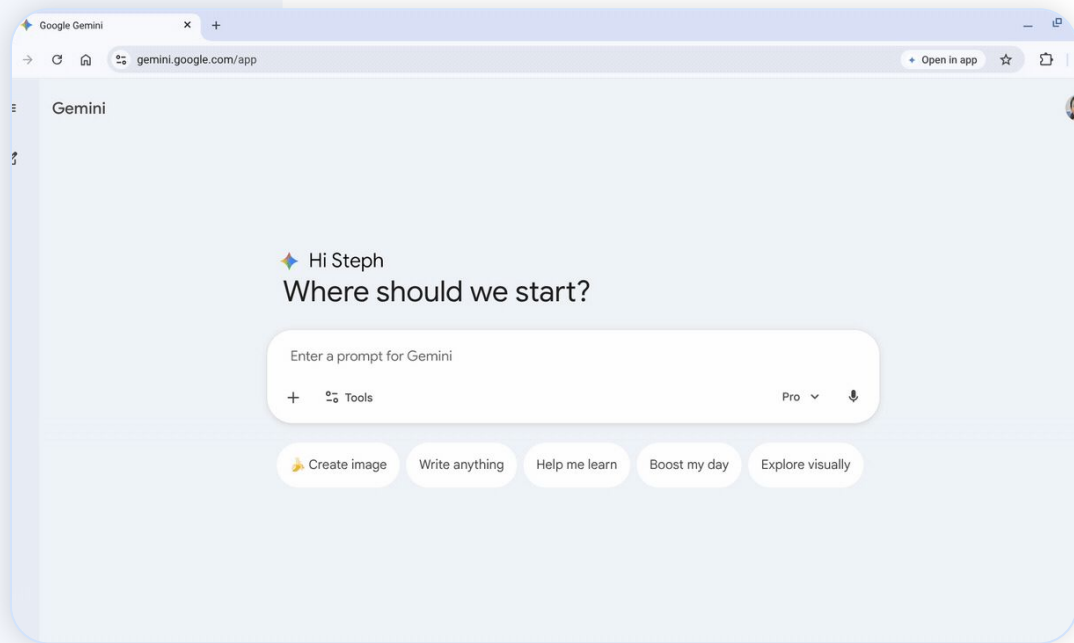 Google Gemini
gemini.google.com/app
Open in app
Gemini
Hi Steph
Where should we start?
Enter a prompt for Gemini
Tools
Pro
Create image
Write anything
Help me learn
Boost my day
Explore visually